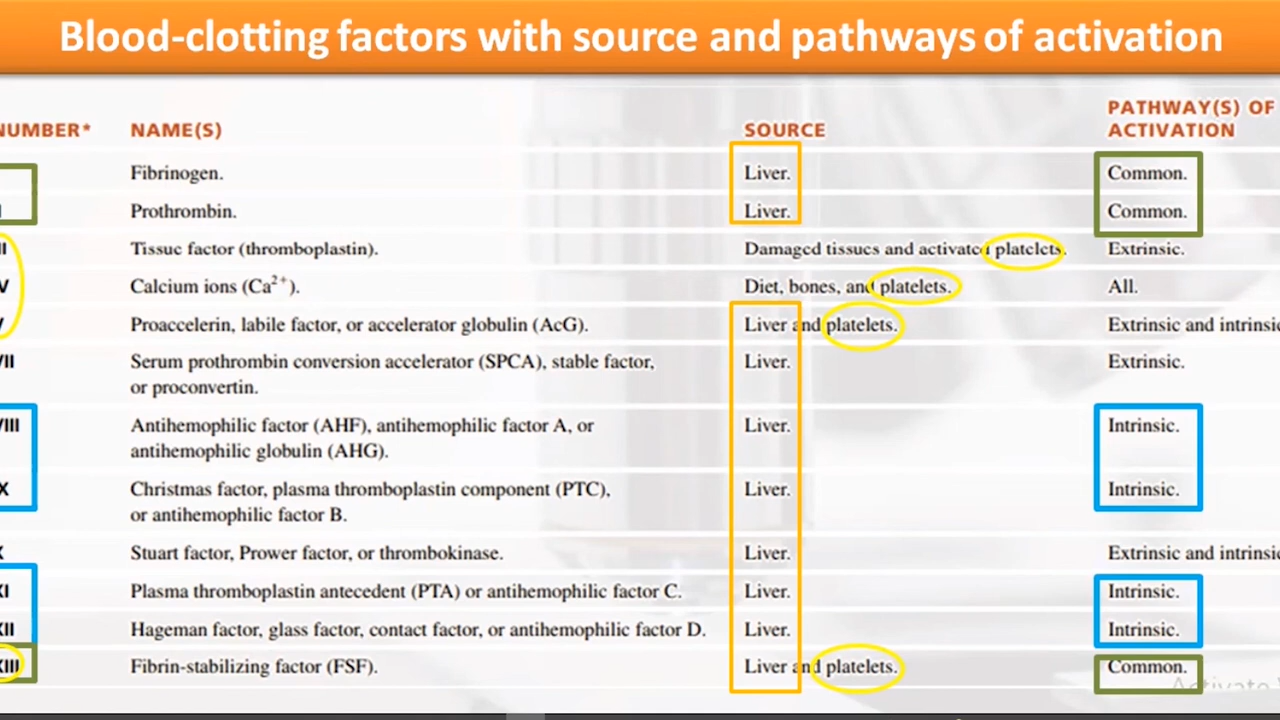 Blood-clotting factors with source and pathways of activation
NUMBER* NAME(S) SOURCE PATHWAY(S) OF ACTIVATION
Fibrinogen. Liver. Common.
I Prothrombin. Liver. Common.
II Tissue factor (thromboplastin). Damaged tissues and activated platelets. Extrinsic.
V Calcium ions (Ca²⁺). Diet, bones, and platelets. All.
V Proaccelerin, labile factor, or accelerator globulin (AcG). Liver and platelets. Extrinsic and intrinsic
VII Serum prothrombin conversion accelerator (SPCA), stable factor, Liver. Extrinsic.
or proconvertin.
VIII Antihemophilic factor (AHF), antihemophilic factor A, or Liver. Intrinsic.
antihemophilic globulin (AHG).
X Christmas factor, plasma thromboplastin component (PTC), Liver. Intrinsic.
or antihemophilic factor B.
X Stuart factor, Prower factor, or thrombokinase. Liver. Extrinsic and intrinsic
XI Plasma thromboplastin antecedent (PTA) or antihemophilic factor C. Liver. Intrinsic.
XII Hageman factor, glass factor, contact factor, or antihemophilic factor D. Liver. Intrinsic.
XIII Fibrin-stabilizing factor (FSF). Liver and platelets. Common.
Activate